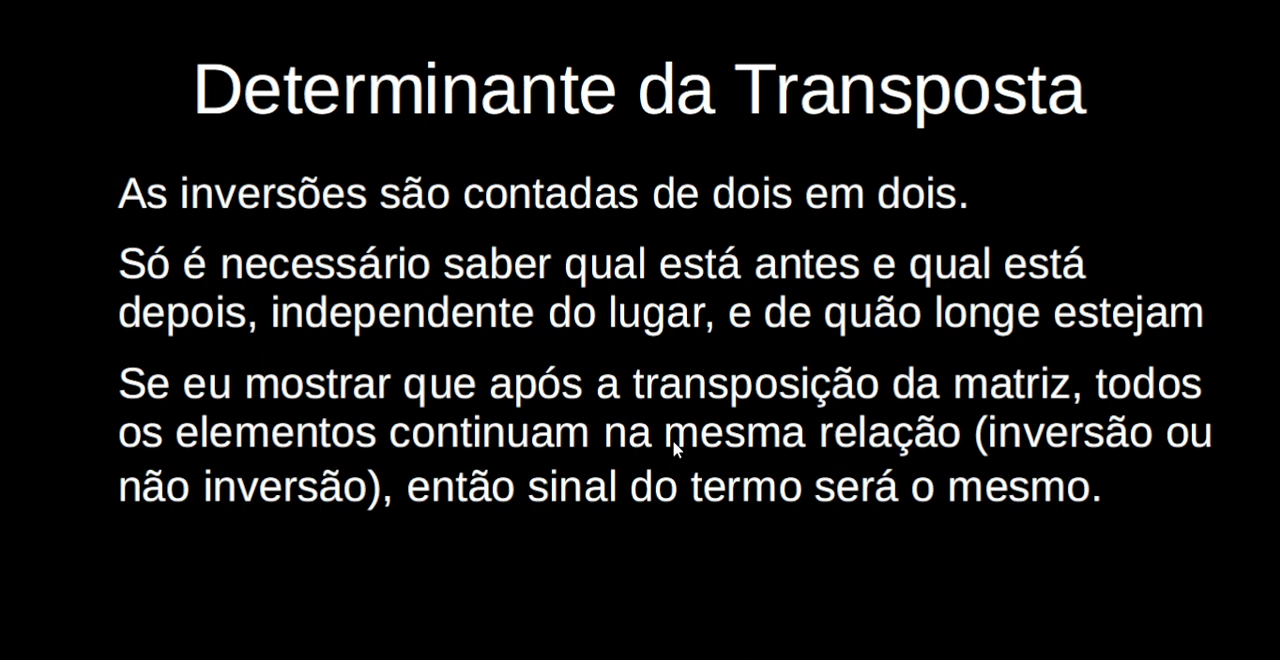 Determinante da Transposta
As inversões são contadas de dois em dois.
Só é necessário saber qual está antes e qual está
depois, independente do lugar, e de quão longe estejam
Se eu mostrar que após a transposição da matriz, todos
os elementos continuam na mesma relação (inversão ou
não inversão), então sinal do termo será o mesmo.